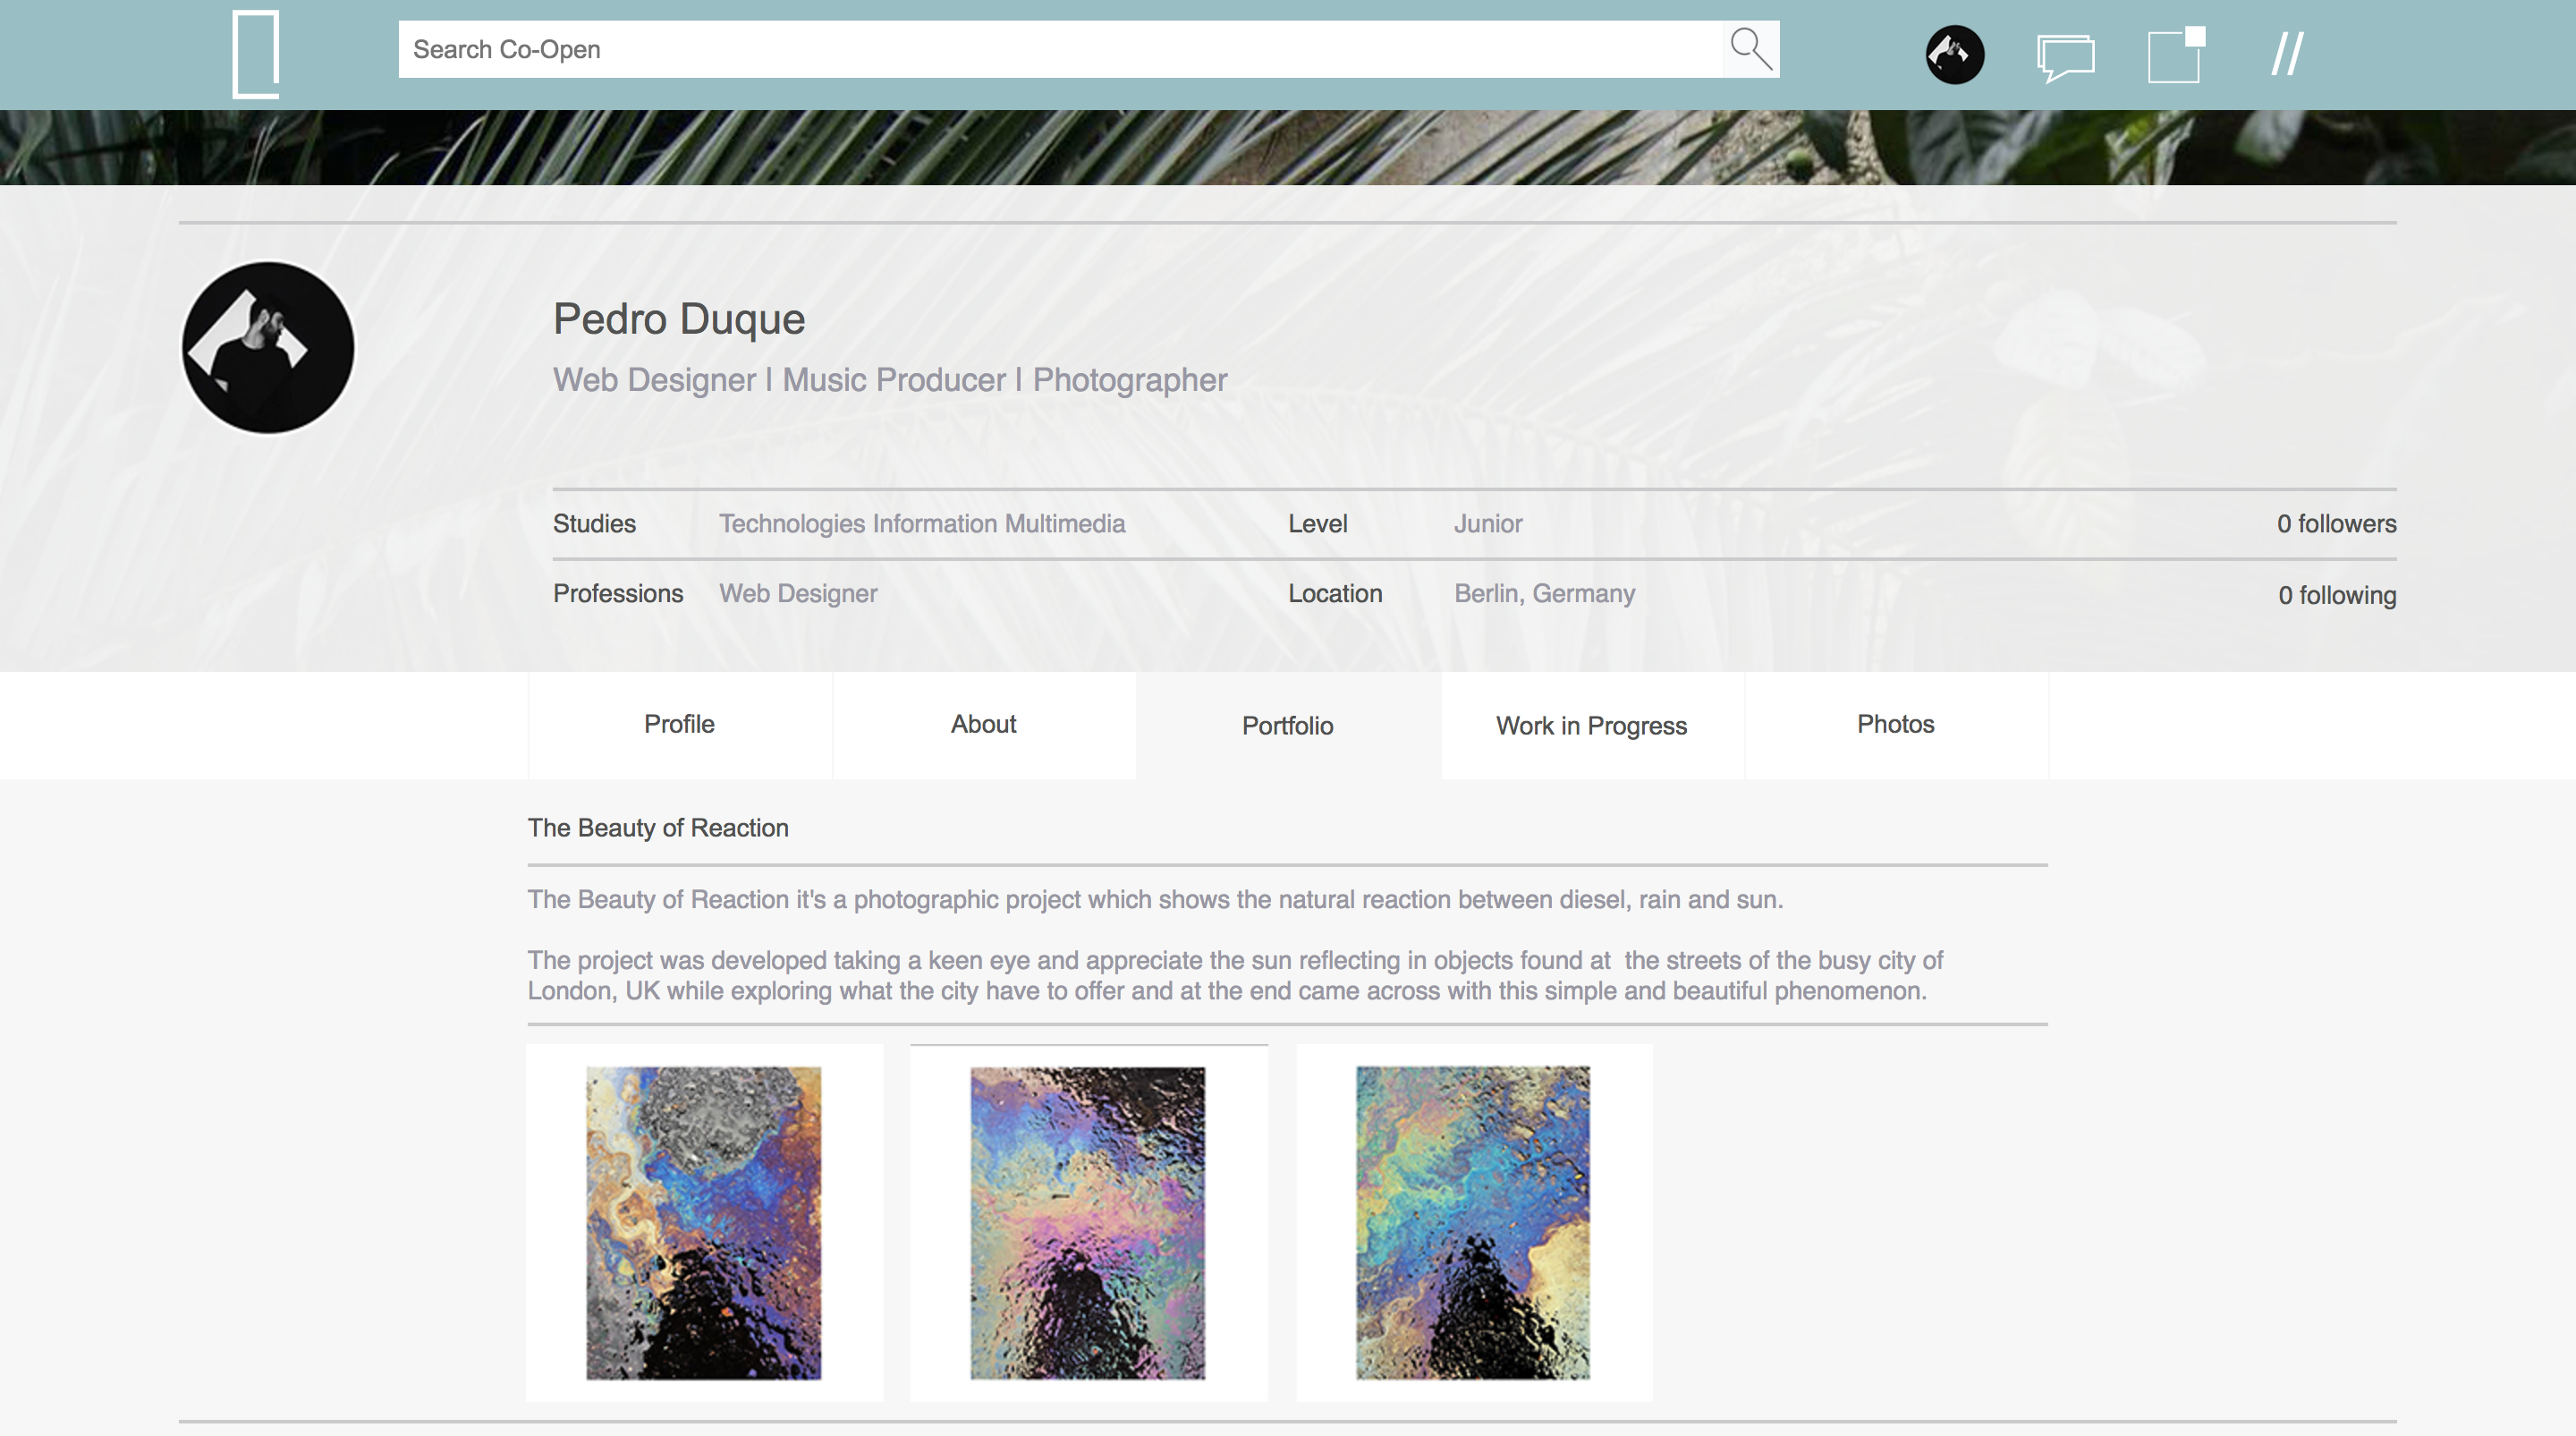 Search Co-Open
Pedro Duque
Web Designer | Music Producer | Photographer
Studies Technologies Information Multimedia Level Junior 0 followers
Professions Web Designer Location Berlin, Germany 0 following
Profile About Portfolio Work in Progress Photos
The Beauty of Reaction
The Beauty of Reaction it's a photographic project which shows the natural reaction between diesel, rain and sun.
The project was developed taking a keen eye and appreciate the sun reflecting in objects found at  the streets of the busy city of
London, UK while exploring what the city have to offer and at the end came across with this simple and beautiful phenomenon.